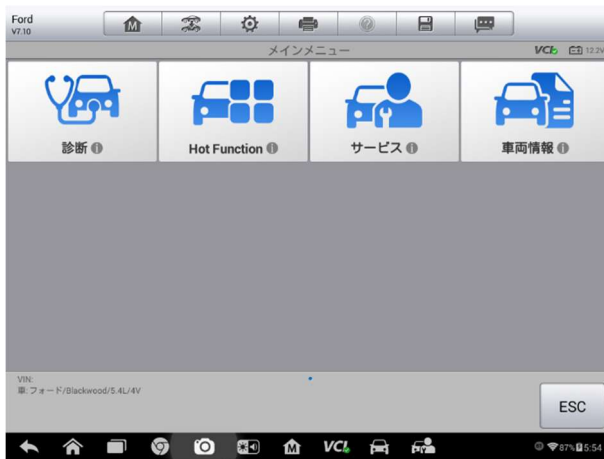 Ford
V7.10
メインメニュー
VCI 12.2V
診断
Hot Function
サービス
車両情報
VIN:
車: フォード/Blackwood/5.4L/4V
ESC
VCI
87% 5:54